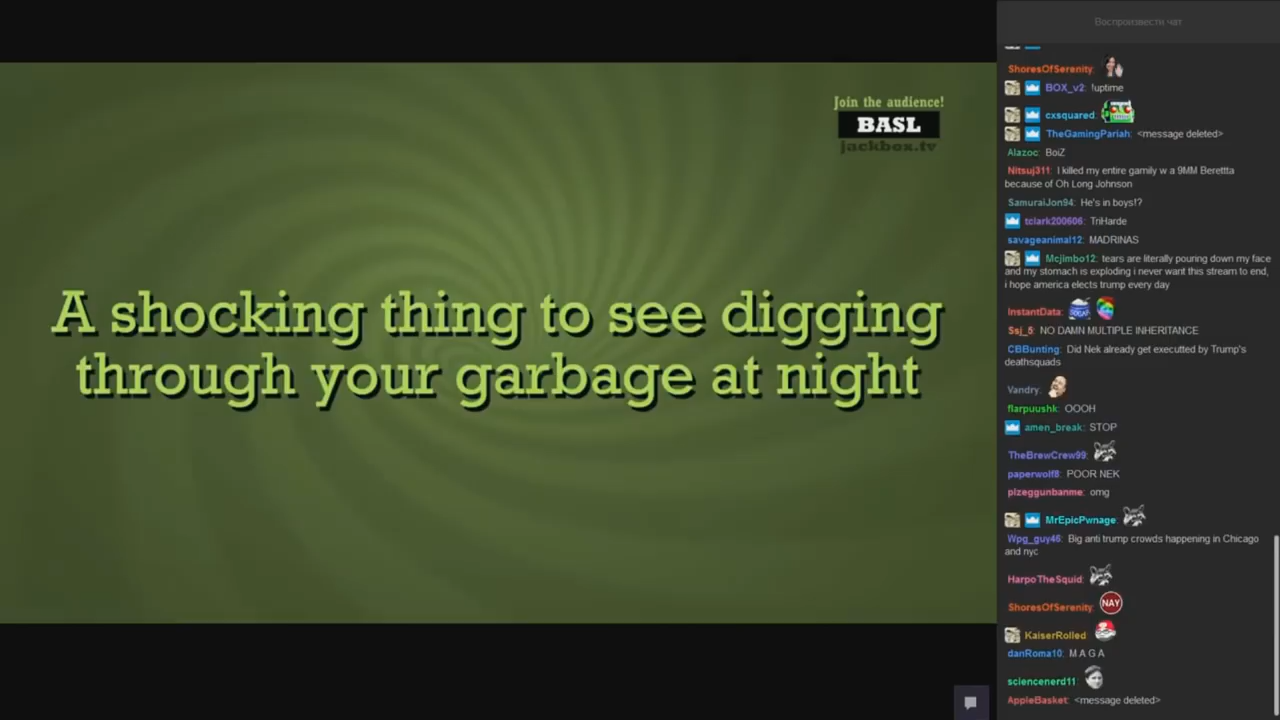 Join the audience!
BASL
jackbox.tv
A shocking thing to see digging
through your garbage at night
Воспроизвести чат
ShoresOfSerenity:
BOX_v2: !uptime
cxsquared:
TheGamingPariah: <message deleted>
Alazoc: BoiZ
Nitsuj311: I killed my entire gamily w a 9MM Berettta
because of Oh Long Johnson
SamuraiJon94: He's in boys!?
tclark200606: TriHarde
savageanimal12: MADRINAS
Mcjimbo12: tears are literally pouring down my face
and my stomach is exploding i never want this stream to end,
i hope america elects trump every day
InstantData:
Ssj_5: NO DAMN MULTIPLE INHERITANCE
CBBunting: Did Nek already get executted by Trump's
deathsquads
Vandry:
flarpuushk: OOOH
amen_break: STOP
TheBrewCrew99:
paperwolf8: POOR NEK
plzeggunbanme: omg
MrEpicPwnage:
Wpg_guy46: Big anti trump crowds happening in Chicago
and nyc
HarpoTheSquid:
ShoresOfSerenity: NAY
KaiserRolled:
danRoma10: M A G A
sciencenerd11:
AppleBasket: <message deleted>